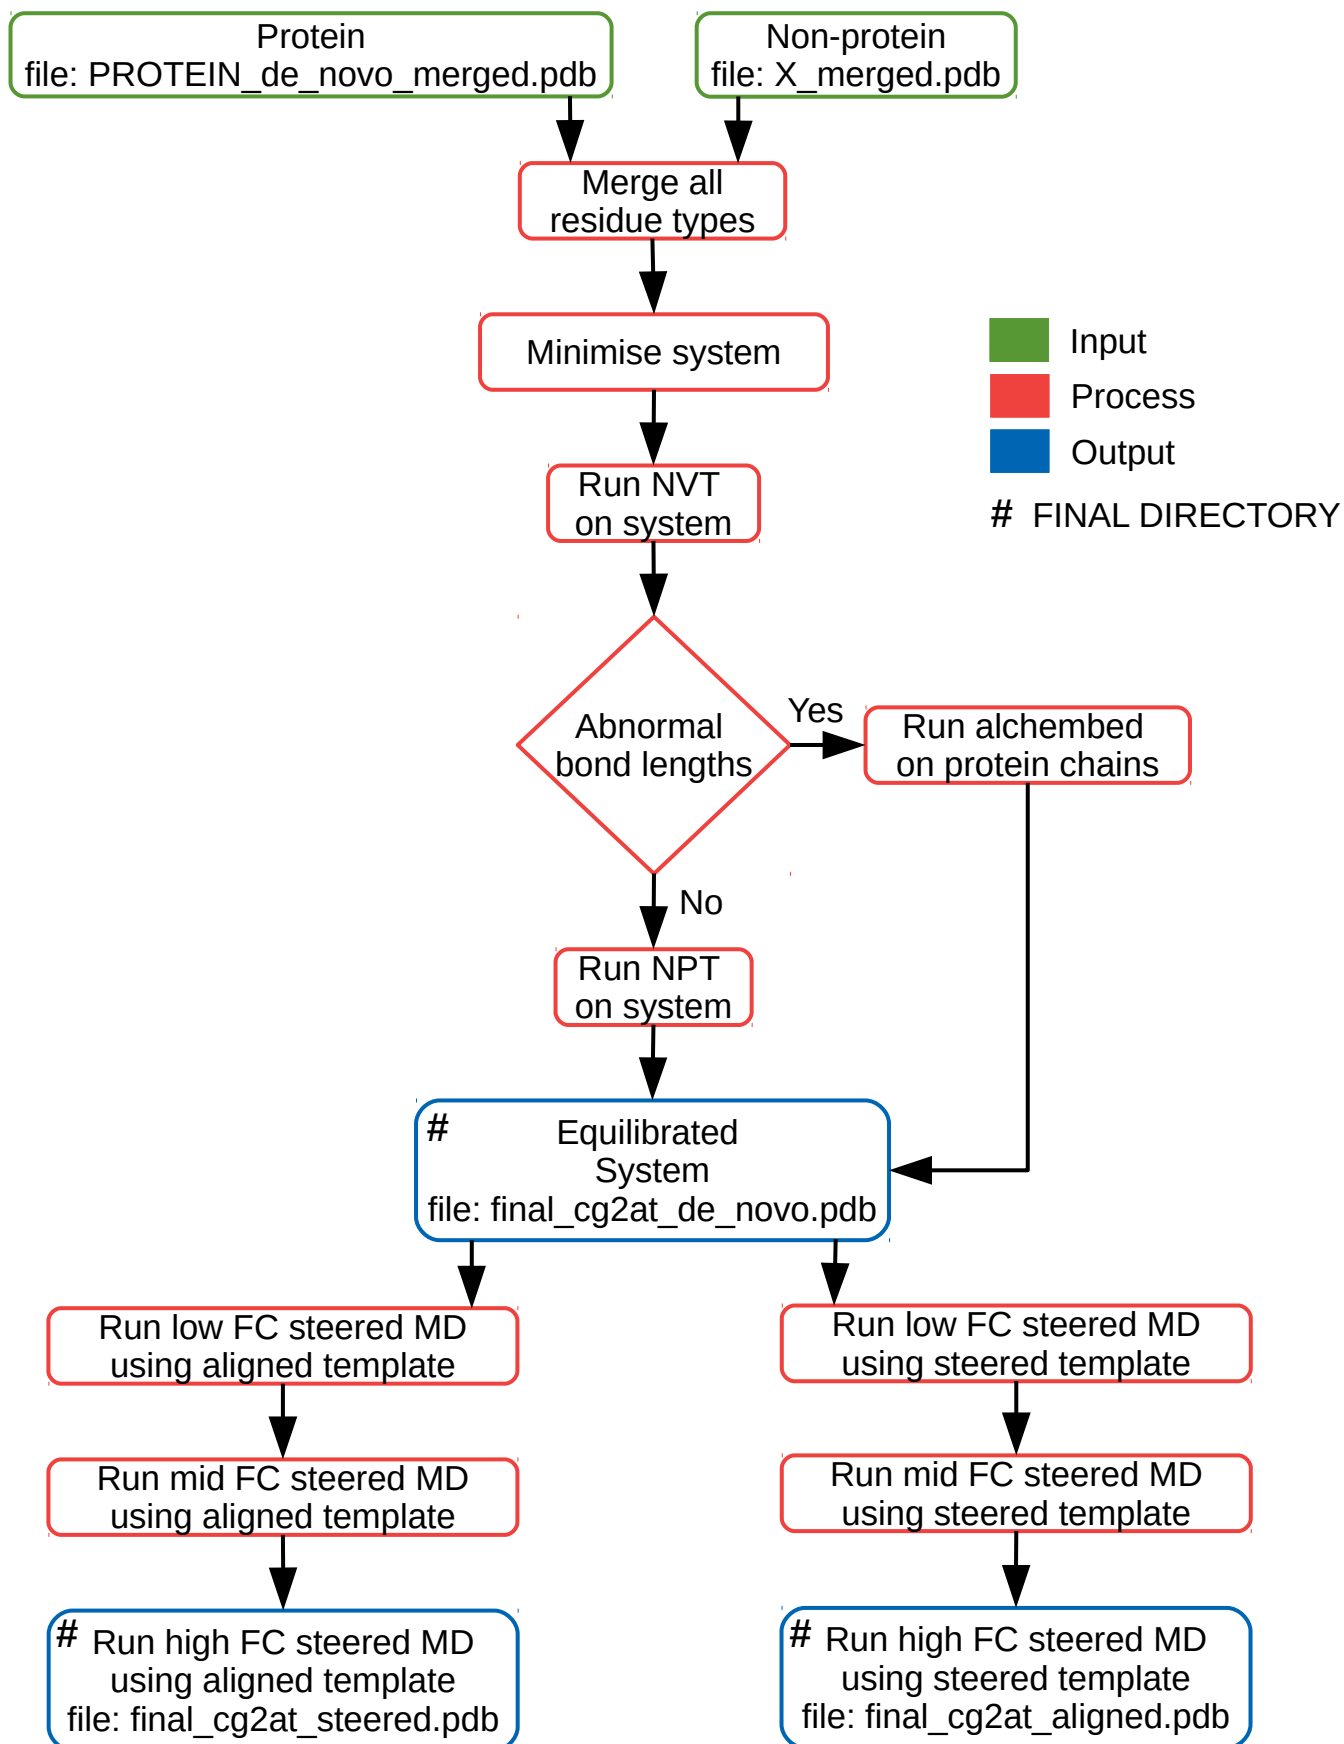 Protein
file: PROTEIN_de_novo_merged.pdb
Non-protein
file: X_merged.pdb
Merge all
residue types
Minimise system
Input
Process
Output
# FINAL DIRECTORY
Run NVT
on system
Abnormal
bond lengths
Yes
Run alchembed
on protein chains
No
Run NPT
on system
# Equilibrated
System
file: final_cg2at_de_novo.pdb
Run low FC steered MD
using aligned template
Run low FC steered MD
using steered template
Run mid FC steered MD
using aligned template
Run mid FC steered MD
using steered template
# Run high FC steered MD
using aligned template
file: final_cg2at_steered.pdb
# Run high FC steered MD
using steered template
file: final_cg2at_aligned.pdb